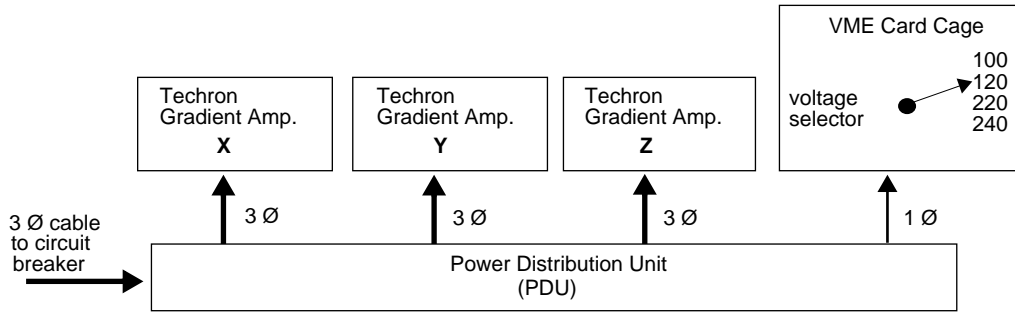 VME Card Cage
100
120
220
240
voltage
selector
Techron
Gradient Amp.
X
Techron
Gradient Amp.
Y
Techron
Gradient Amp.
Z
3 Ø
3 Ø
3 Ø
1 Ø
3 Ø cable
to circuit
breaker
Power Distribution Unit
(PDU)